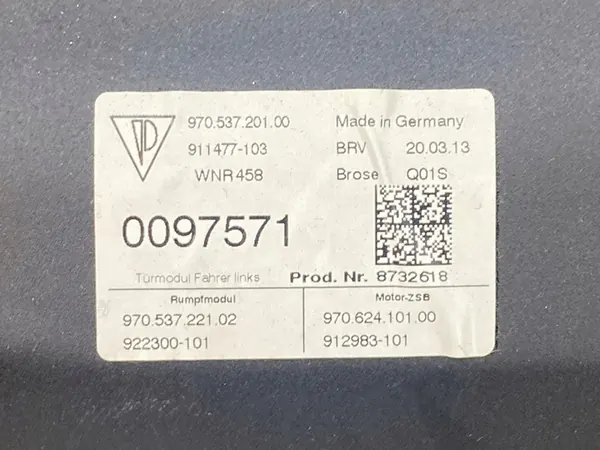 970.537.201.00 Made in Germany
911477-103 BRV 20.03.13
WNR458 Brose Q01S
0097571
Türmodul Fahrer links Prod. Nr. 8732618
Rumpfmodul Motor-ZSB
970.537.221.02 970.624.101.00
922300-101 912983-101